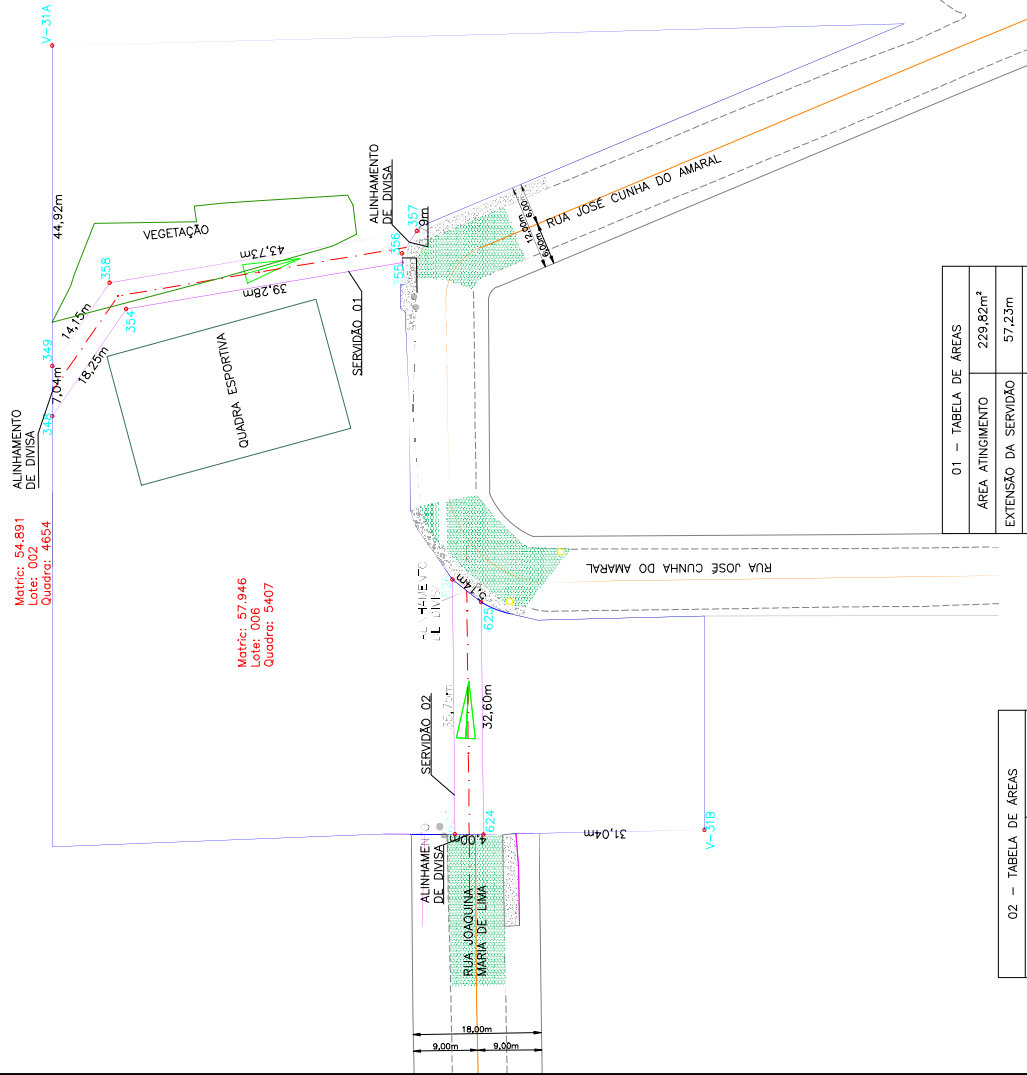 V-31A
44,92m
ALINHAMENTO
DE DIVISA
VEGETAÇÃO
358
43,73m
14,15m
354
39,28m
349
7,04m
18,25m
356
357
RUA JOSÉ CUNHA DO AMARAL
12,00m
6,00
6,00m
SERVIDÃO 01
QUADRA ESPORTIVA
ALINHAMENTO
DE DIVISA
Matric: 54.891
Lote: 002
Quadra: 4654
Matric: 57.946
Lote: 006
Quadra: 5407
01 - TABELA DE ÁREAS
ÁREA ATINGIMENTO
229,82m²
EXTENSÃO DA SERVIDÃO
57,23m
RUA JOSÉ CUNHA DO AMARAL
5,14m
625
SERVIDÃO 02
32,60m
624
4,00m
31,04m
V-31B
ALINHAMENTO
DE DIVISA
RUA JOAQUINA
MARIA DE LIMA
18,00m
9,00m
9,00m
02 - TABELA DE ÁREAS